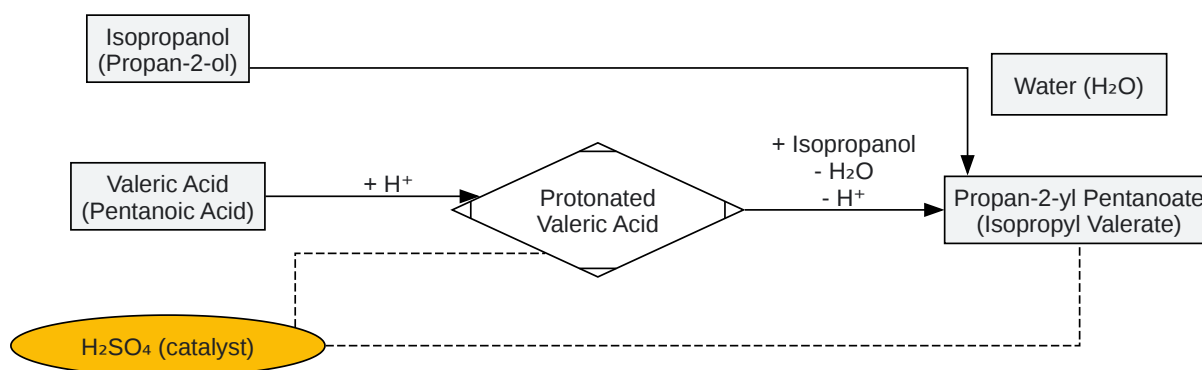 Isopropanol
(Propan-2-ol)
Water (H₂O)
+ Isopropanol
- H₂O
- H⁺
Valeric Acid
(Pentanoic Acid)
+ H⁺
Protonated
Valeric Acid
Propan-2-yl Pentanoate
(Isopropyl Valerate)
H₂SO₄ (catalyst)